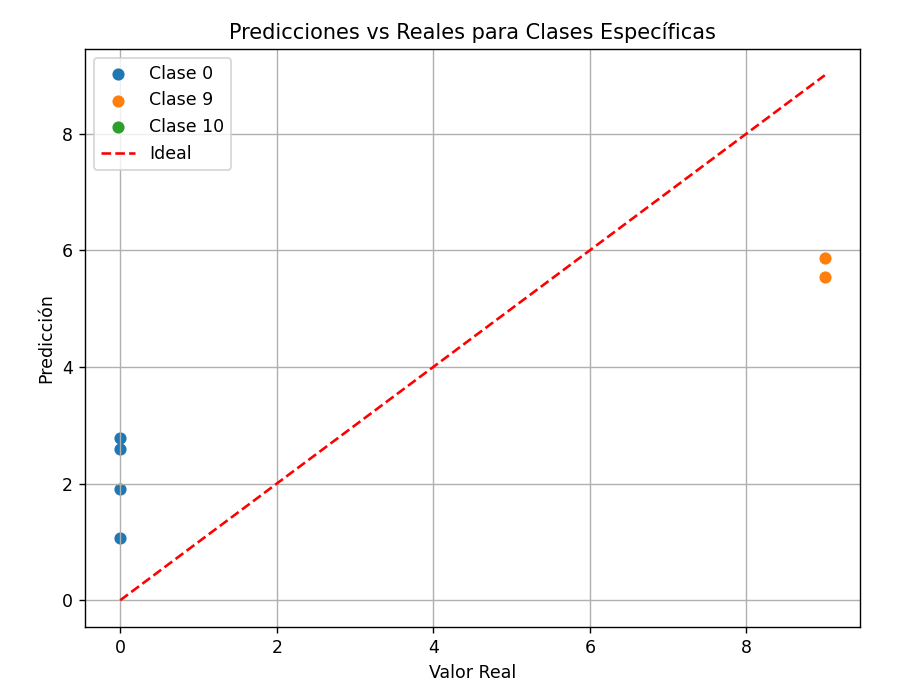 Predicciones vs Reales para Clases Específicas
Clase 0
Clase 9
Clase 10
Ideal
Predicción
8
6
4
2
0
0 2 4 6 8
Valor Real